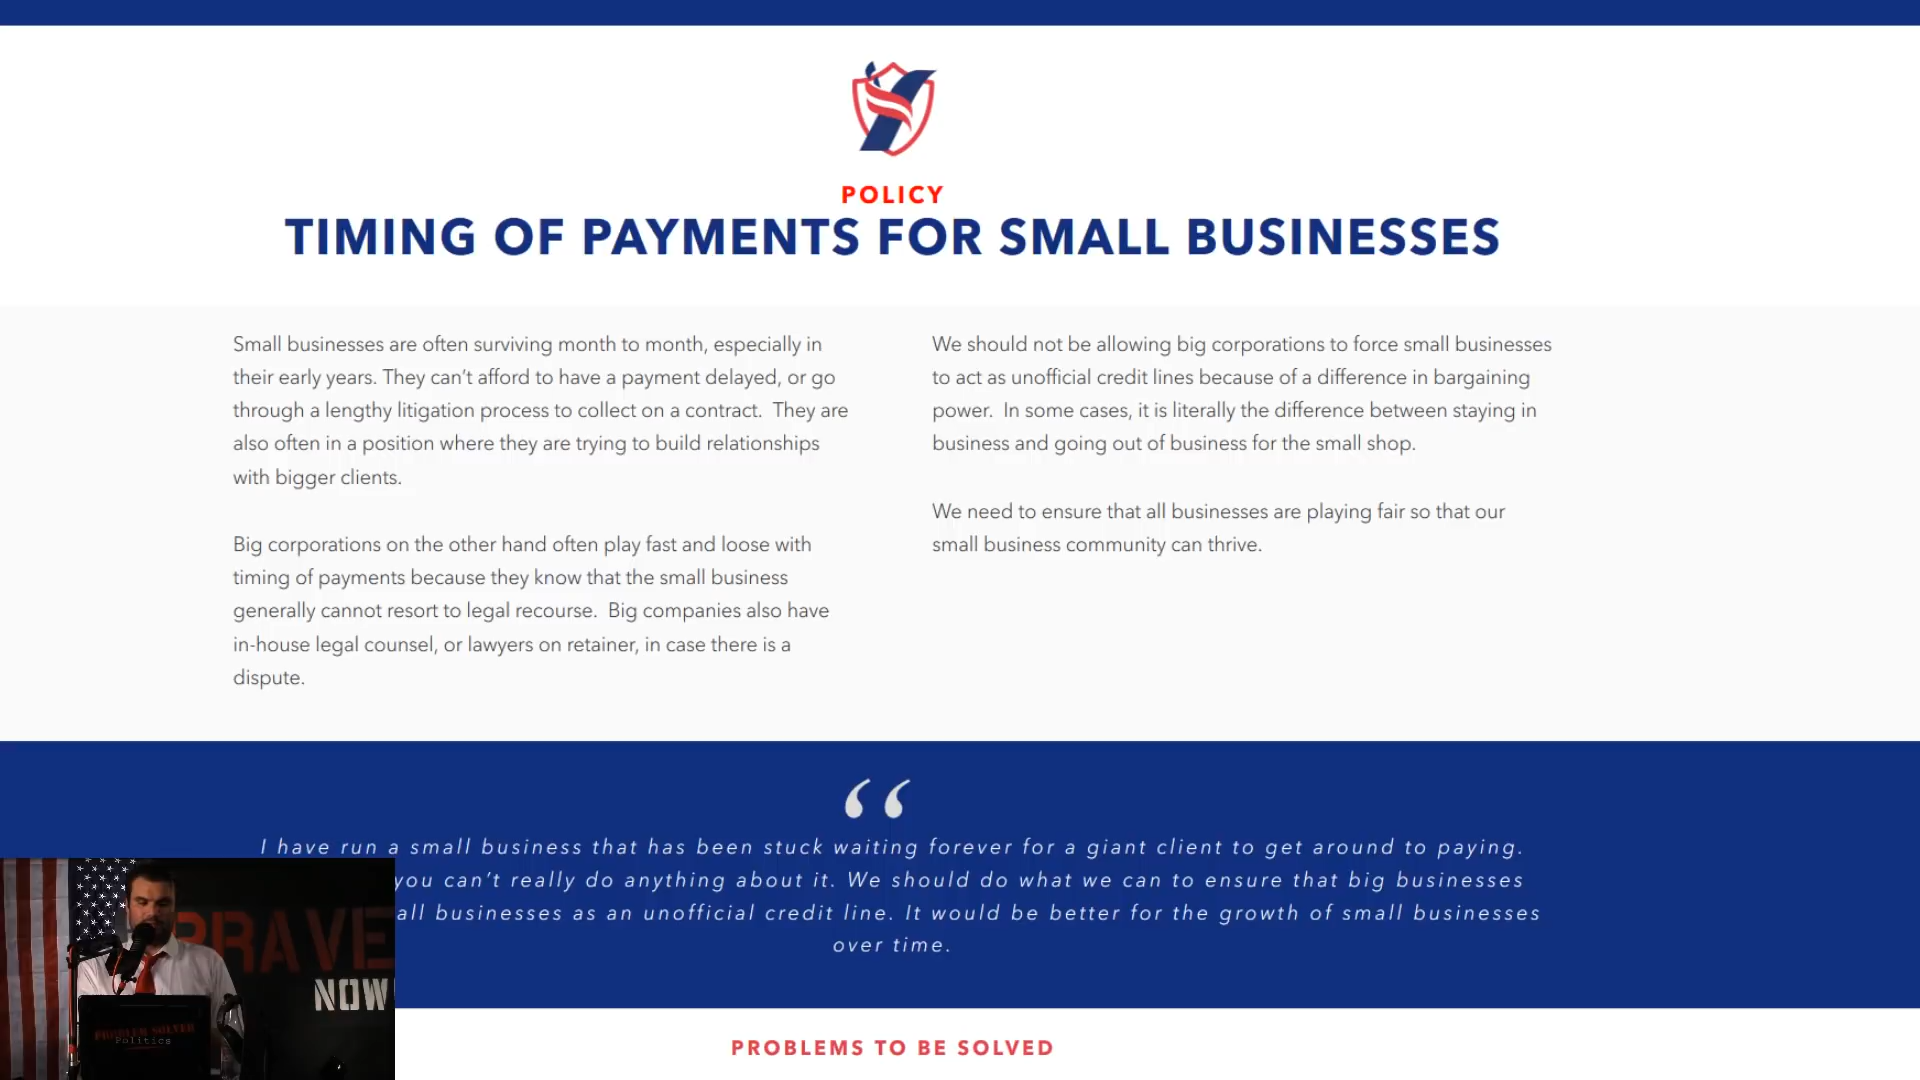 POLICY
TIMING OF PAYMENTS FOR SMALL BUSINESSES
Small businesses are often surviving month to month, especially in
their early years. They can’t afford to have a payment delayed, or go
through a lengthy litigation process to collect on a contract.  They are
also often in a position where they are trying to build relationships
with bigger clients.
Big corporations on the other hand often play fast and loose with
timing of payments because they know that the small business
generally cannot resort to legal recourse.  Big companies also have
in-house legal counsel, or lawyers on retainer, in case there is a
dispute.
We should not be allowing big corporations to force small businesses
to act as unofficial credit lines because of a difference in bargaining
power.  In some cases, it is literally the difference between staying in
business and going out of business for the small shop.
We need to ensure that all businesses are playing fair so that our
small business community can thrive.
“
I have run a small business that has been stuck waiting forever for a giant client to get around to paying.
you can’t really do anything about it. We should do what we can to ensure that big businesses
all businesses as an unofficial credit line. It would be better for the growth of small businesses
over time.
NOW
PROBLEM SOLVED
Politics
PROBLEMS TO BE SOLVED